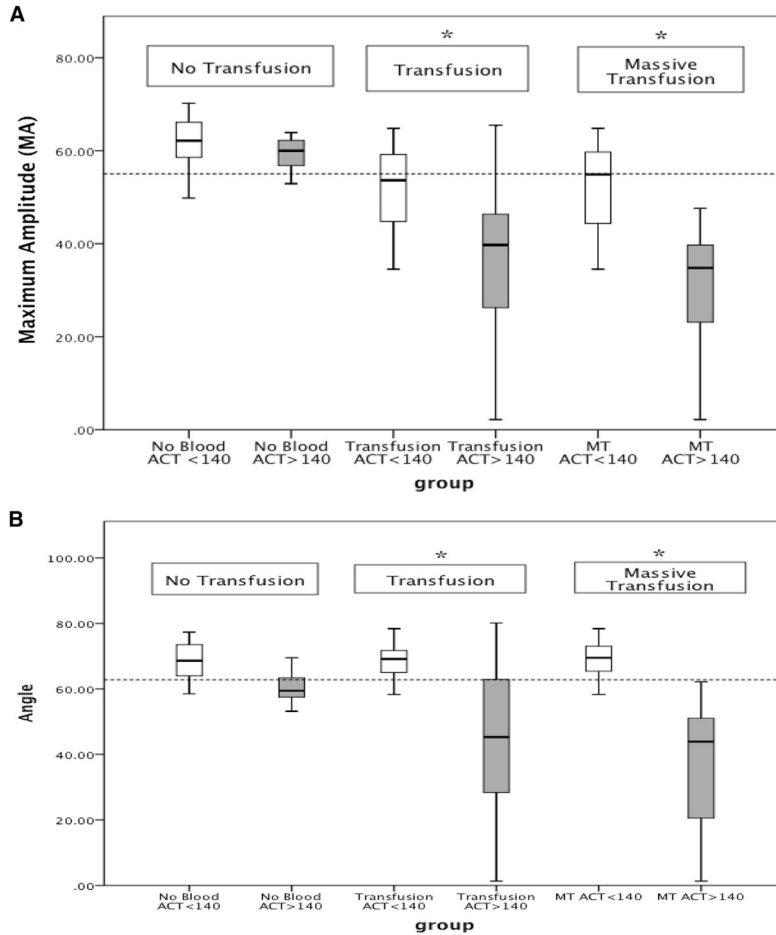 A
*
*
No Transfusion
Transfusion
Massive
Transfusion
Maximum Amplitude (MA)
80.00
60.00
40.00
20.00
.00
No Blood
ACT <140
No Blood
ACT>140
Transfusion
ACT<140
Transfusion
ACT>140
MT
ACT<140
MT
ACT>140
group
B
*
*
No Transfusion
Transfusion
Massive
Transfusion
Angle
100.00
80.00
60.00
40.00
20.00
.00
No Blood
ACT<140
No Blood
ACT>140
Transfusion
ACT<140
Transfusion
ACT>140
MT ACT<140
MT ACT>140
group